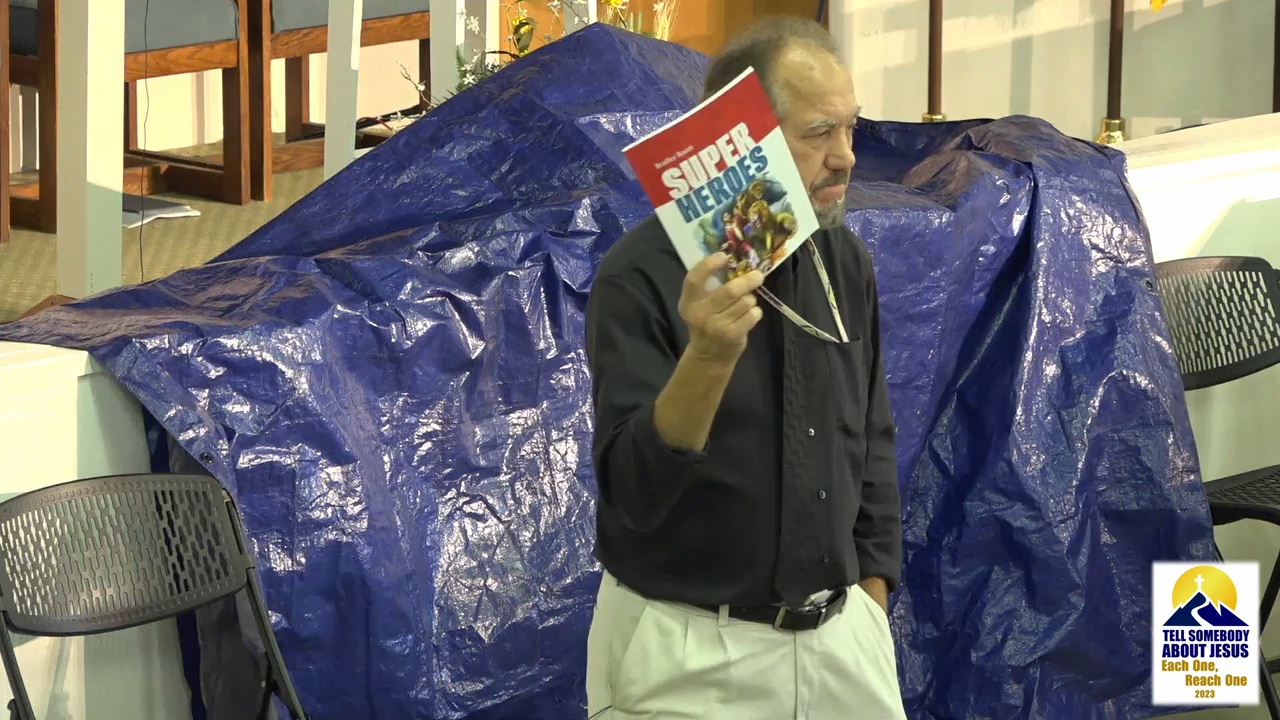 SUPER
HEROES
TELL SOMEBODY
ABOUT JESUS
Each One,
Reach One
2023